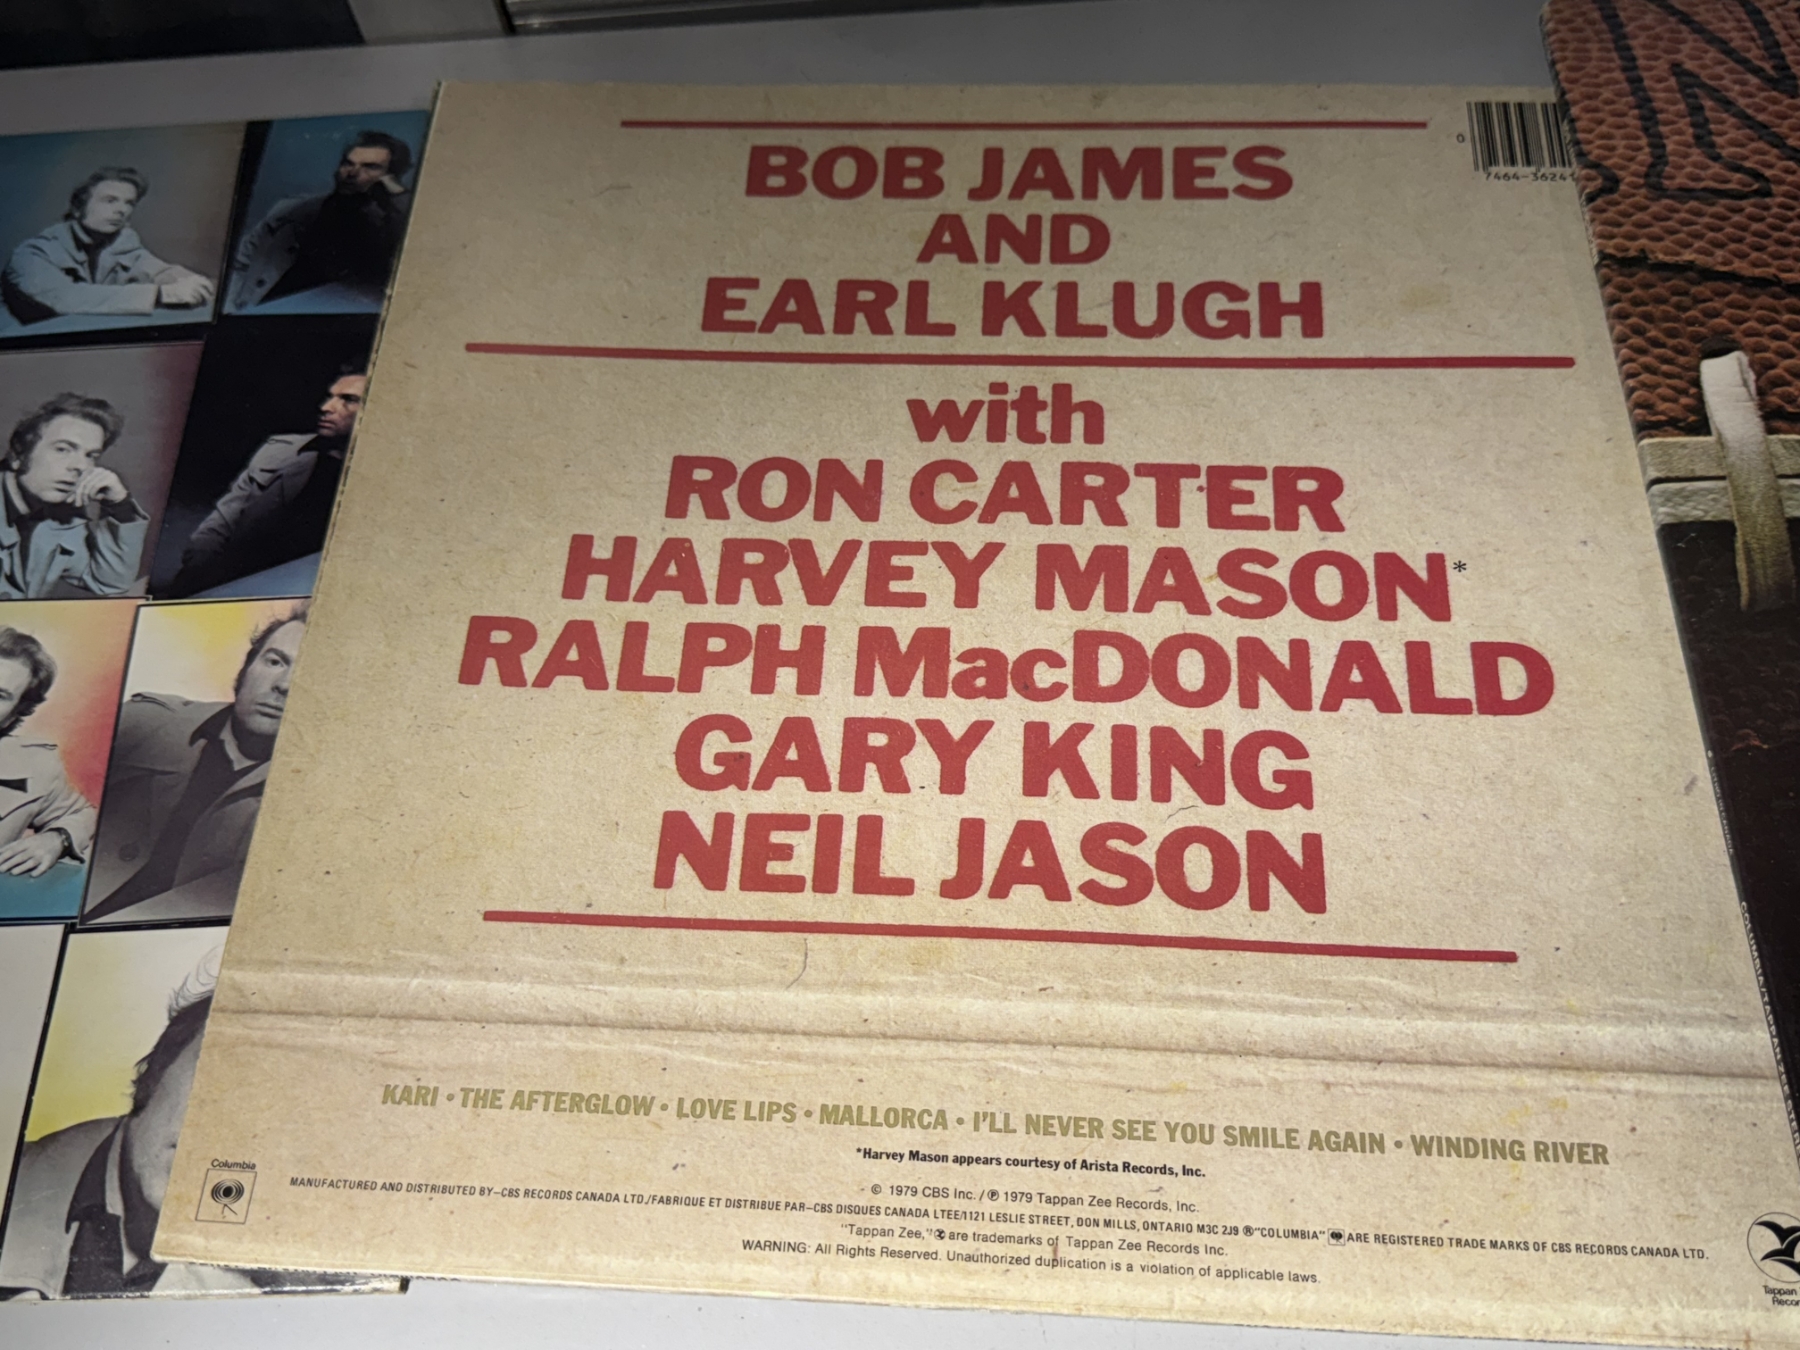 0
7464-36241
BOB JAMES
AND
EARL KLUGH
with
RON CARTER
HARVEY MASON*
RALPH MacDONALD
GARY KING
NEIL JASON
KARI • THE AFTERGLOW • LOVE LIPS • MALLORCA • I'LL NEVER SEE YOU SMILE AGAIN • WINDING RIVER
*Harvey Mason appears courtesy of Arista Records, Inc.
Columbia
© 1979 CBS Inc. / ℗ 1979 Tappan Zee Records, Inc.
MANUFACTURED AND DISTRIBUTED BY—CBS RECORDS CANADA LTD./FABRIQUE ET DISTRIBUE PAR—CBS DISQUES CANADA LTEE/1121 LESLIE STREET, DON MILLS, ONTARIO M3C 2J9 ® "COLUMBIA" ARE REGISTERED TRADE MARKS OF CBS RECORDS CANADA LTD.
"Tappan Zee," are trademarks of Tappan Zee Records Inc.
WARNING: All Rights Reserved. Unauthorized duplication is a violation of applicable laws.
Tappan